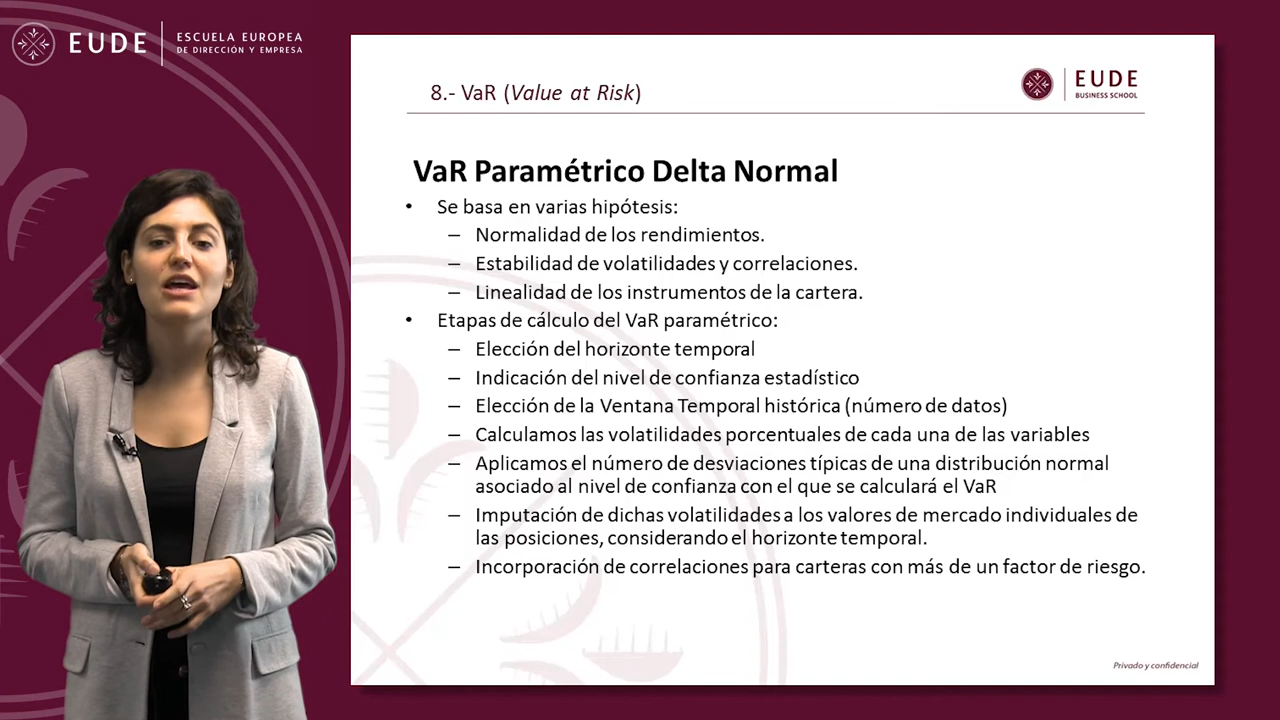 EUDE
ESCUELA EUROPEA
DE DIRECCIÓN Y EMPRESA
8.- VaR (Value at Risk)
EUDE
BUSINESS SCHOOL
VaR Paramétrico Delta Normal
• Se basa en varias hipótesis:
– Normalidad de los rendimientos.
– Estabilidad de volatilidades y correlaciones.
– Linealidad de los instrumentos de la cartera.
• Etapas de cálculo del VaR paramétrico:
– Elección del horizonte temporal
– Indicación del nivel de confianza estadístico
– Elección de la Ventana Temporal histórica (número de datos)
– Calculamos las volatilidades porcentuales de cada una de las variables
– Aplicamos el número de desviaciones típicas de una distribución normal
asociado al nivel de confianza con el que se calculará el VaR
– Imputación de dichas volatilidades a los valores de mercado individuales de
las posiciones, considerando el horizonte temporal.
– Incorporación de correlaciones para carteras con más de un factor de riesgo.
Privado y confidencial